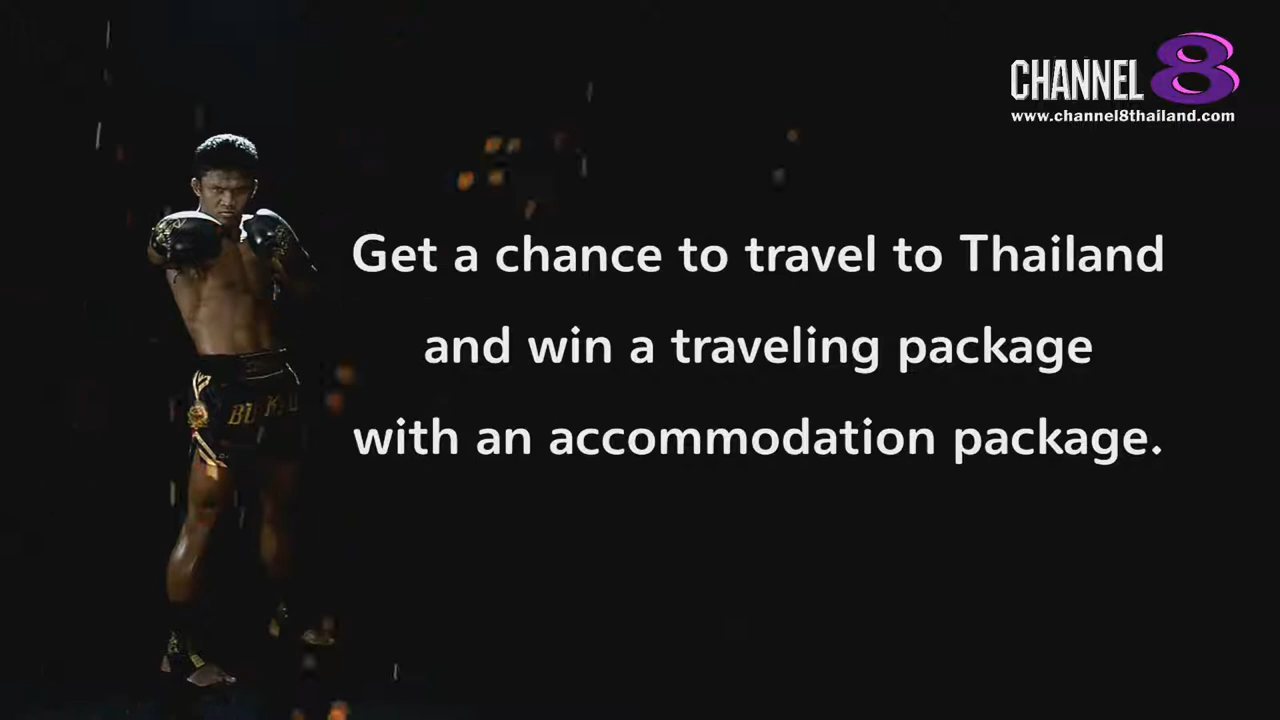 CHANNEL 8
www.channel8thailand.com
Get a chance to travel to Thailand
and win a traveling package
with an accommodation package.